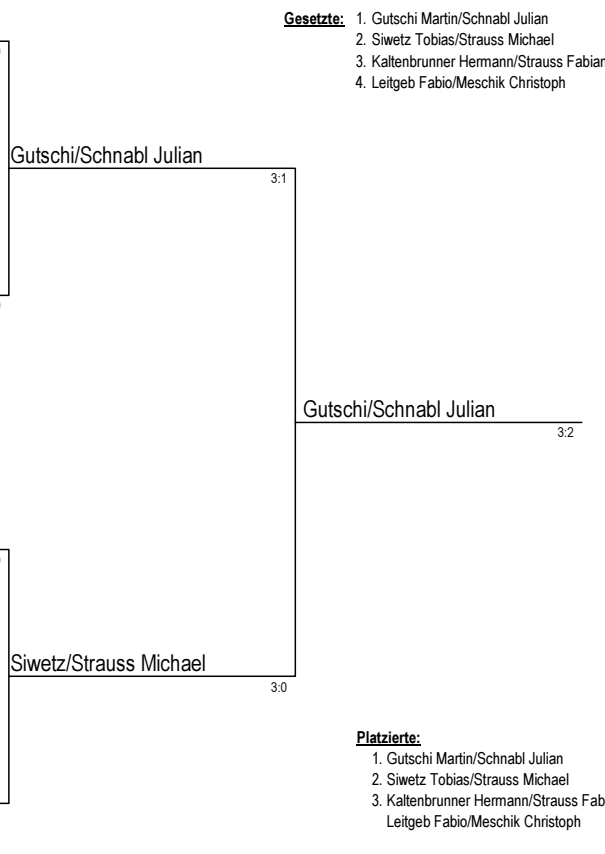 Gesetzte: 1. Gutschi Martin/Schnabl Julian
2. Siwetz Tobias/Strauss Michael
3. Kaltenbrunner Hermann/Strauss Fabian
4. Leitgeb Fabio/Meschik Christoph
Gutschi/Schnabl Julian
3:1
Gutschi/Schnabl Julian
3:2
Siwetz/Strauss Michael
3:0
Platzierte:
1. Gutschi Martin/Schnabl Julian
2. Siwetz Tobias/Strauss Michael
3. Kaltenbrunner Hermann/Strauss Fab
Leitgeb Fabio/Meschik Christoph